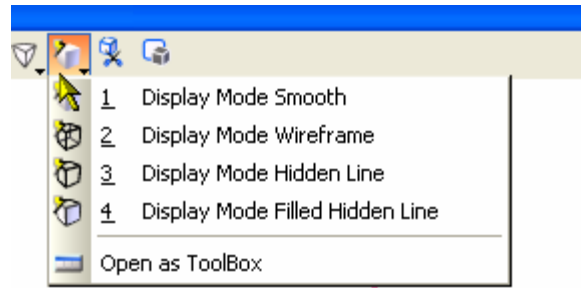 1 Display Mode Smooth
2 Display Mode Wireframe
3 Display Mode Hidden Line
4 Display Mode Filled Hidden Line
Open as ToolBox